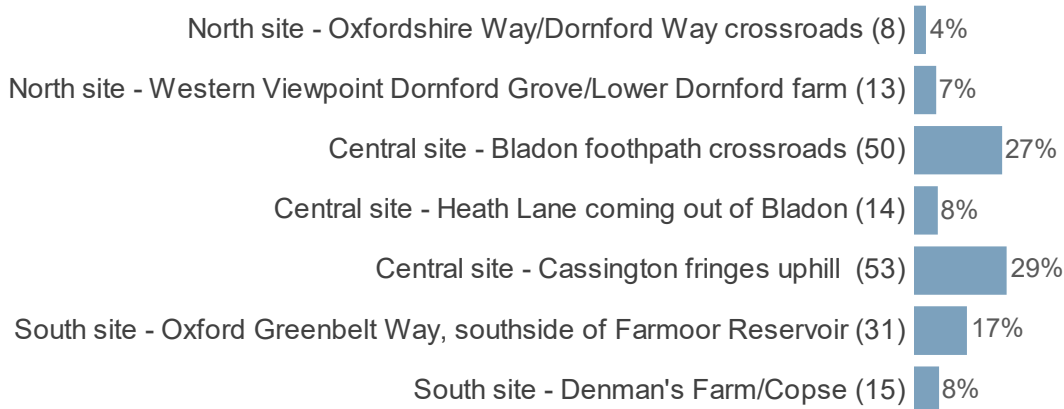 North site - Oxfordshire Way/Dornford Way crossroads (8) 4%
North site - Western Viewpoint Dornford Grove/Lower Dornford farm (13) 7%
Central site - Bladon foothpath crossroads (50) 27%
Central site - Heath Lane coming out of Bladon (14) 8%
Central site - Cassington fringes uphill  (53) 29%
South site - Oxford Greenbelt Way, southside of Farmoor Reservoir (31) 17%
South site - Denman's Farm/Copse (15) 8%